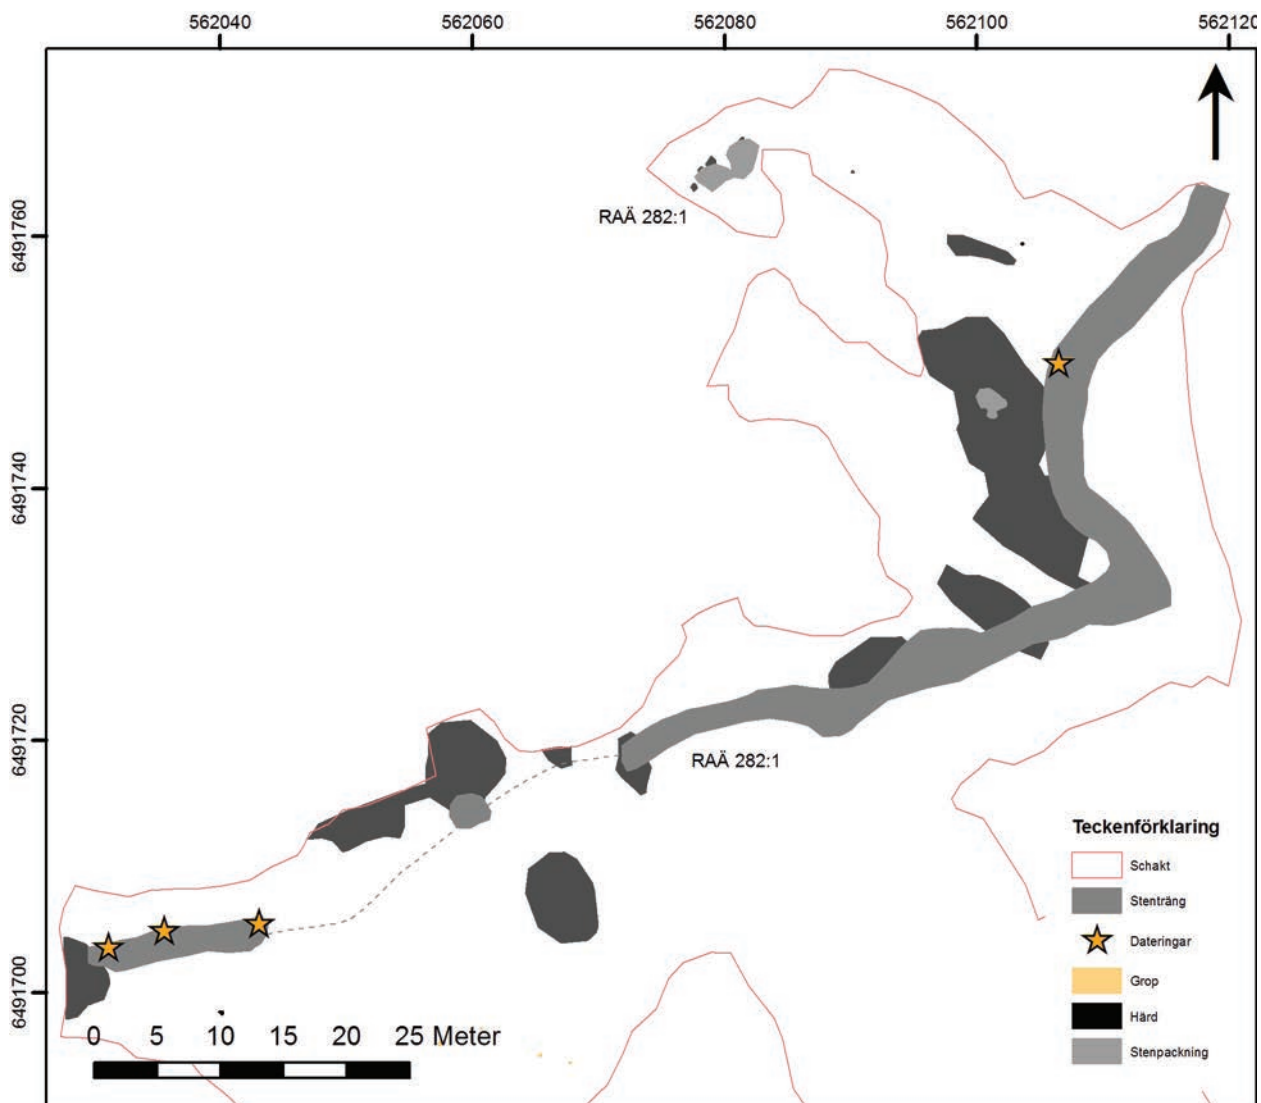 562040 562060 562080 562100 562120
6491760
6491740
6491720
6491700
RAÄ 282:1
RAÄ 282:1
Teckenförklaring
Schakt
Stenträng
Dateringar
Grop
Härd
Stenpackning
0 5 10 15 20 25 Meter